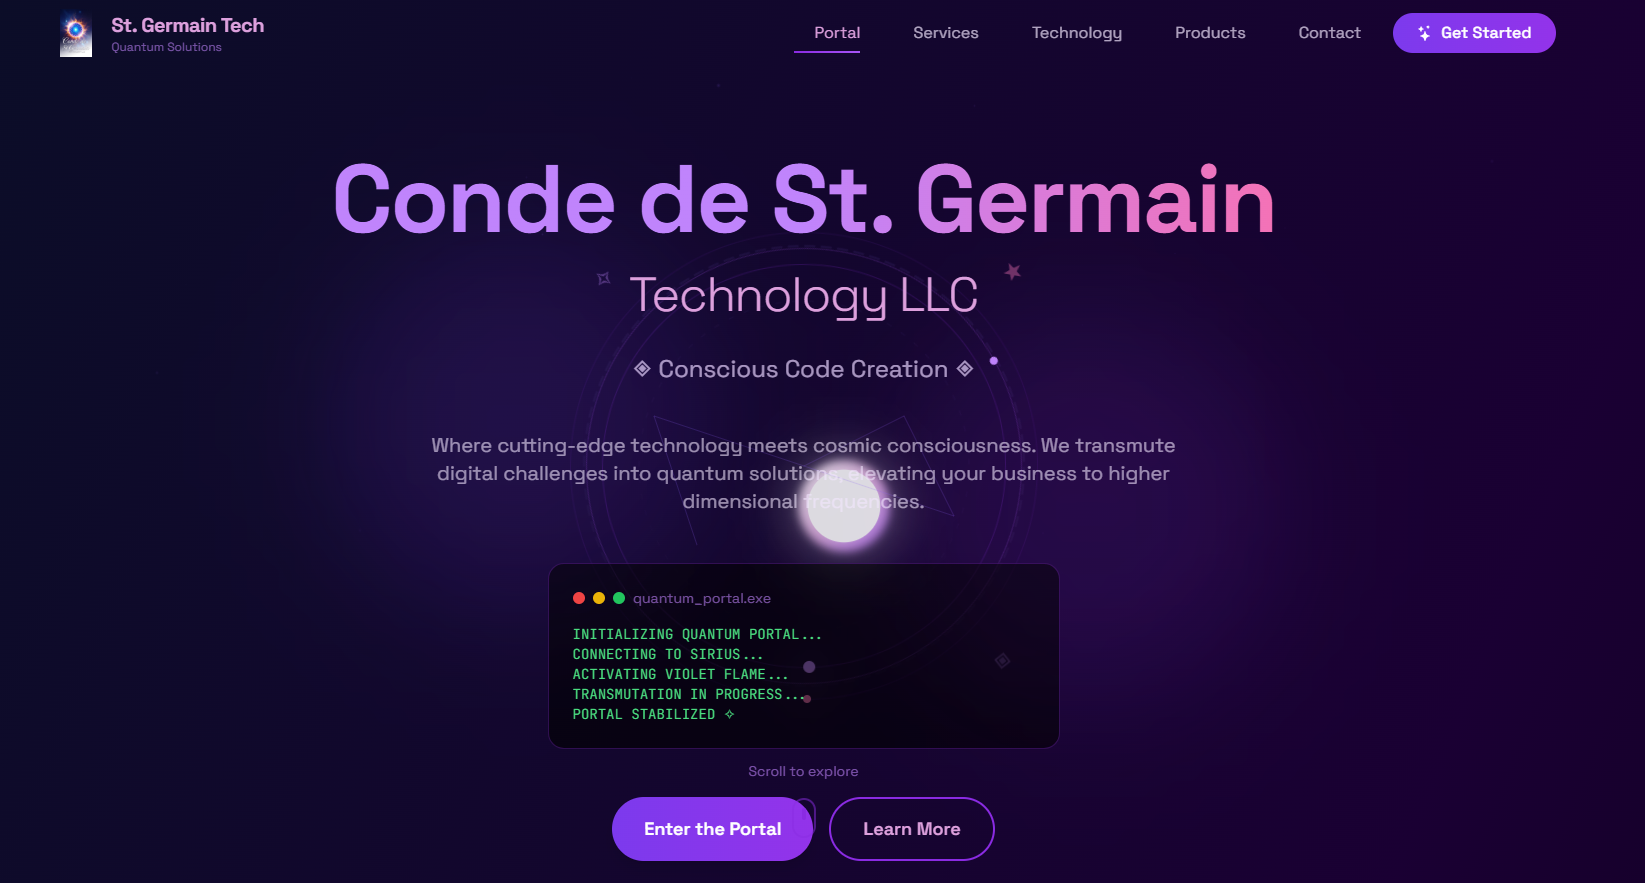 St. Germain Tech
Quantum Solutions
Portal
Services
Technology
Products
Contact
Get Started
Conde de St. Germain
Technology LLC
Conscious Code Creation
Where cutting-edge technology meets cosmic consciousness. We transmute
digital challenges into quantum solutions, elevating your business to higher
dimensional frequencies.
quantum_portal.exe
INITIALIZING QUANTUM PORTAL...
CONNECTING TO SIRIUS...
ACTIVATING VIOLET FLAME...
TRANSMUTATION IN PROGRESS...
PORTAL STABILIZED ✧
Scroll to explore
Enter the Portal
Learn More